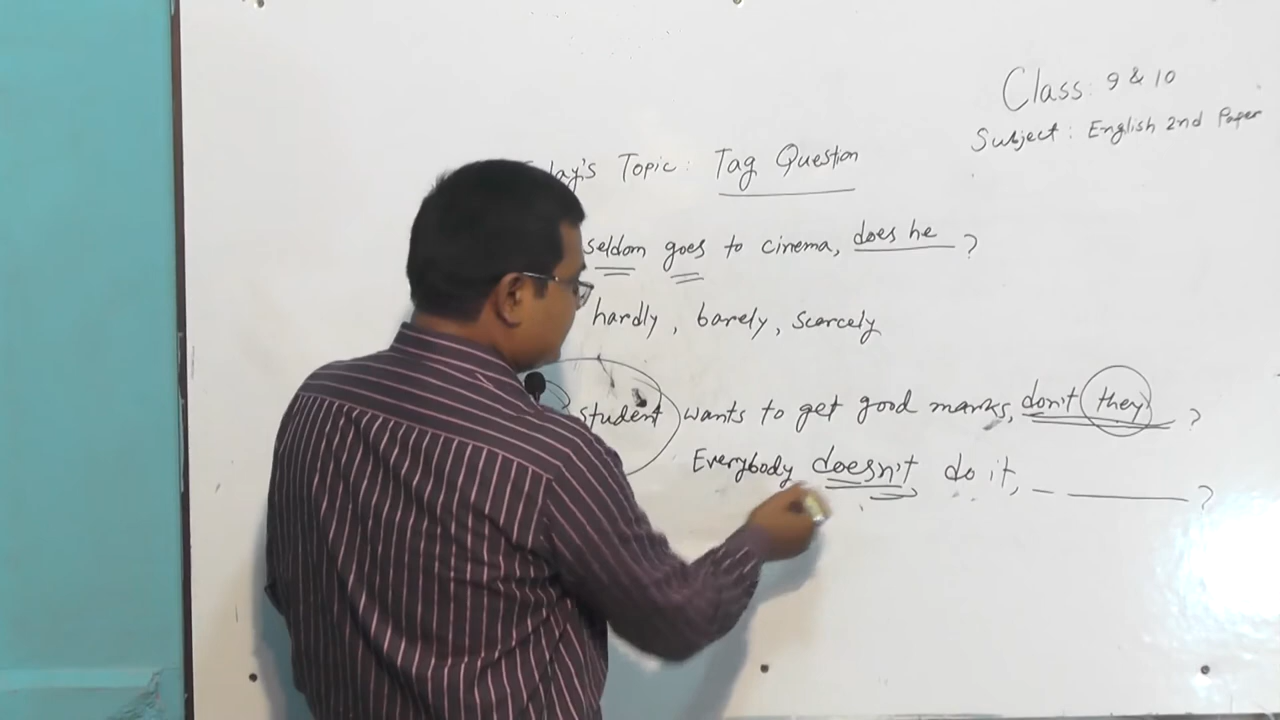 Class: 9 & 10
Subject: English 2nd Paper
Topic: Tag Question
seldom goes to cinema, does he ?
hardly, barely, scarcely
student wants to get good marks, don't they ?
Everybody doesn't do it, _ ______ ?